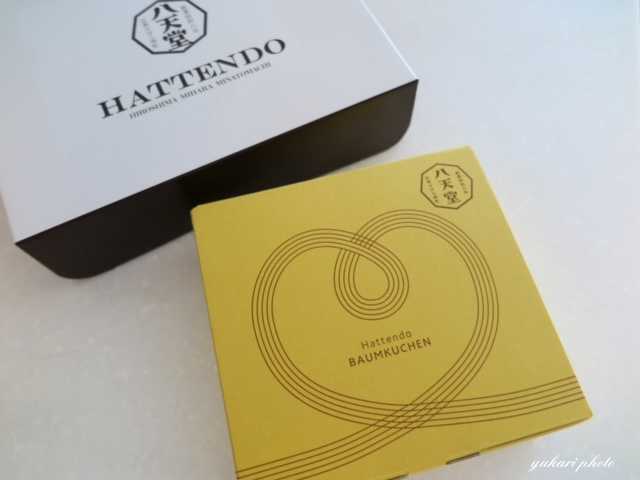 八天堂
HATTENDO
HIROSHIMA MIHARA MINATOMACHI
八天堂
Hattendo
BAUMKUCHEN
yukari photo